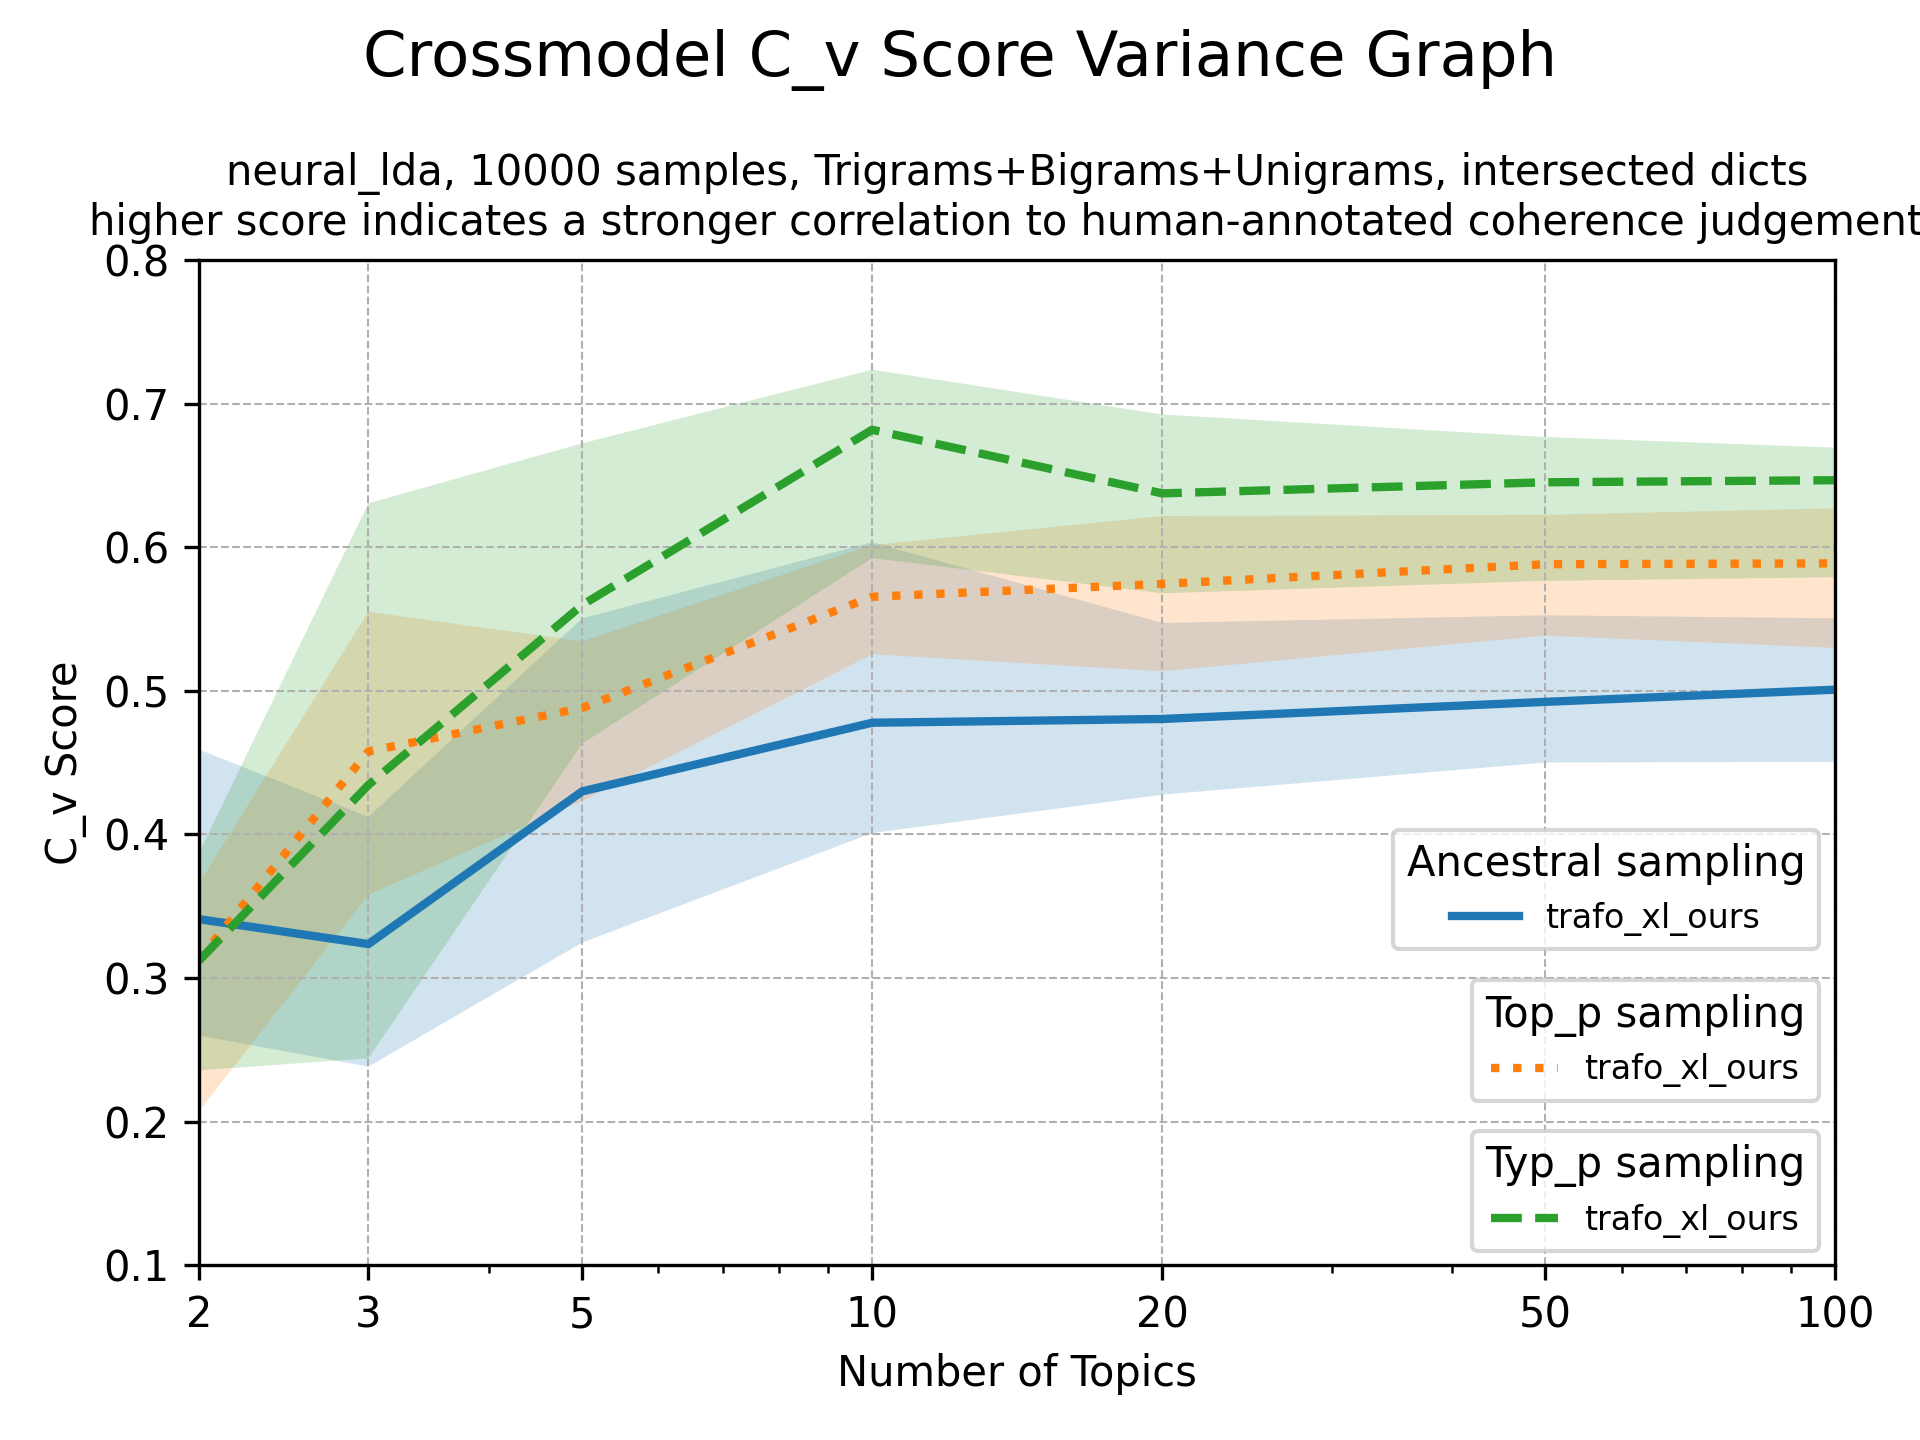 Crossmodel C_v Score Variance Graph
neural_lda, 10000 samples, Trigrams+Bigrams+Unigrams, intersected dicts
higher score indicates a stronger correlation to human-annotated coherence judgement
0.8
0.7
0.6
0.5
0.4
0.3
0.2
0.1
C_v Score
Ancestral sampling
trafo_xl_ours
Top_p sampling
trafo_xl_ours
Typ_p sampling
trafo_xl_ours
2 3 5 10 20 50 100
Number of Topics